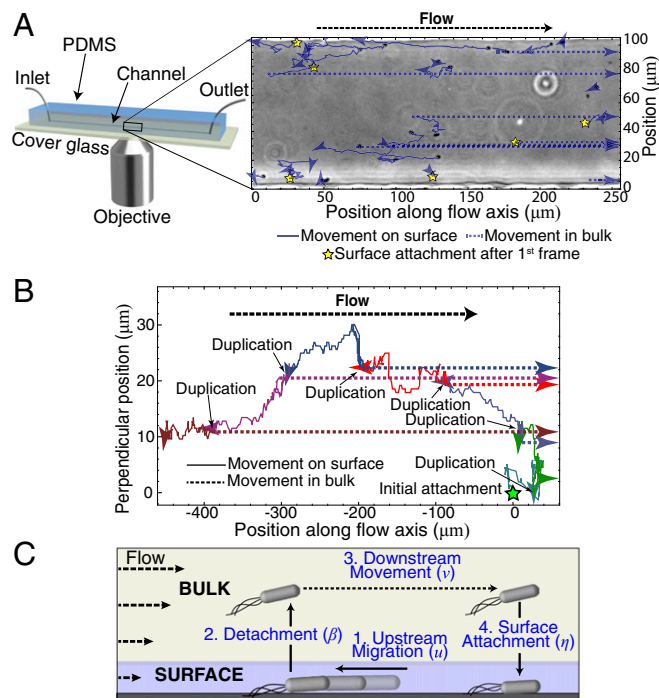 A
PDMS
Channel
Inlet
Outlet
Cover glass
Objective
Flow
100
80
60
40
20
0
Position (μm)
0 50 100 150 200 250
Position along flow axis (μm)
Movement on surface Movement in bulk
Surface attachment after 1st frame
B
Flow
Perpendicular position (μm)
30
20
10
0
Duplication
Duplication
Duplication
Duplication
Duplication
Duplication
Initial attachment
Movement on surface
Movement in bulk
-400 -300 -200 -100 0
Position along flow axis (μm)
C
Flow
BULK
3. Downstream
Movement (v)
2. Detachment (β)
1. Upstream
Migration (u)
4. Surface
Attachment (η)
SURFACE